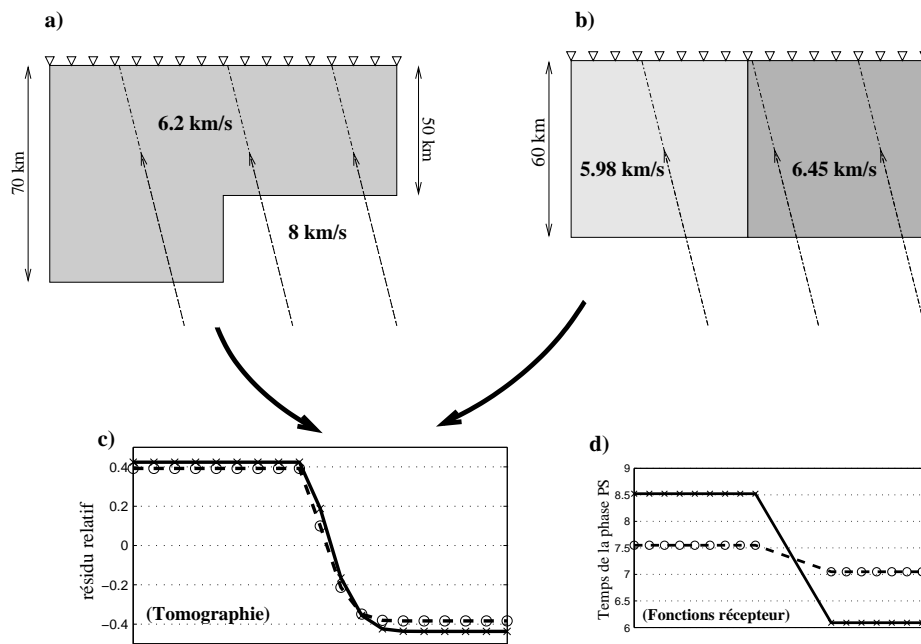 a)
b)
70 km
6.2 km/s
50 km
8 km/s
60 km
5.98 km/s
6.45 km/s
c)
résidu relatif
0.4
0.2
0
−0.2
−0.4
(Tomographie)
d)
Temps de la phase PS
9
8.5
8
7.5
7
6.5
6
(Fonctions récepteur)